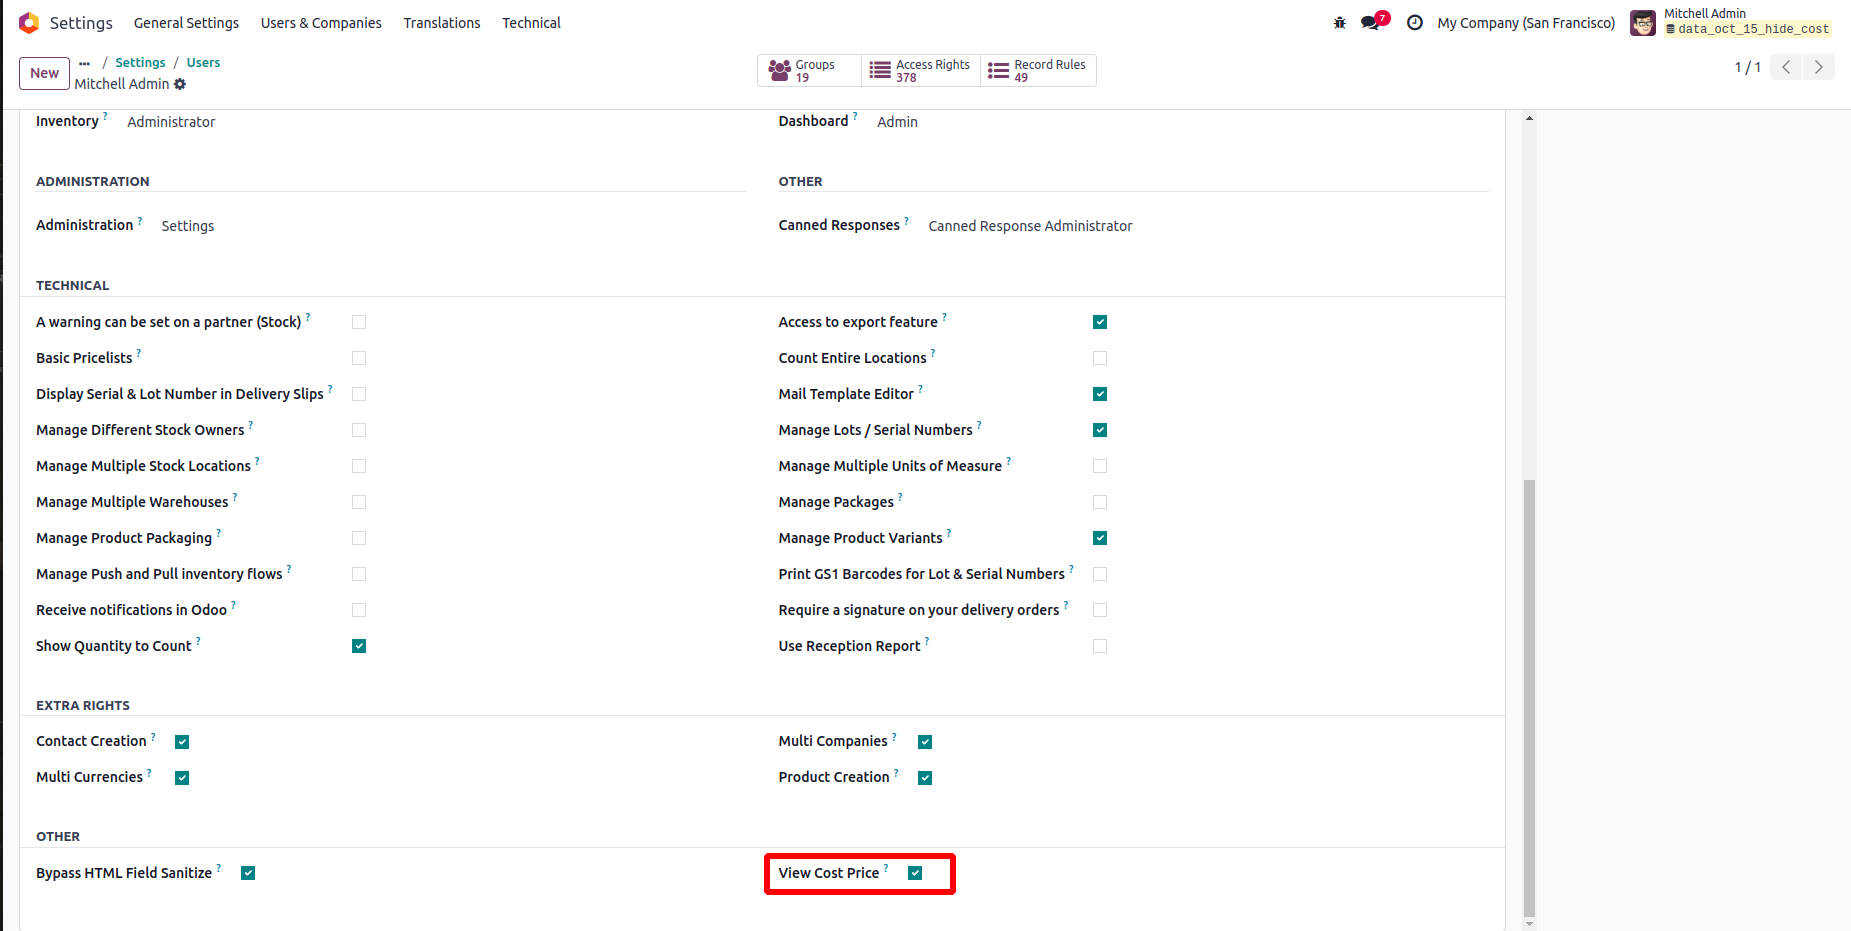 Settings General Settings Users & Companies Translations Technical 7 My Company (San Francisco) Mitchell Admin
data_oct_15_hide_cost
New ... / Settings / Users
Mitchell Admin
Groups 19 Access Rights 378 Record Rules 49
1 / 1
Inventory ? Administrator Dashboard ? Admin
ADMINISTRATION OTHER
Administration ? Settings Canned Responses ? Canned Response Administrator
TECHNICAL
A warning can be set on a partner (Stock) ? Access to export feature ?
Basic Pricelists ? Count Entire Locations ?
Display Serial & Lot Number in Delivery Slips ? Mail Template Editor ?
Manage Different Stock Owners ? Manage Lots / Serial Numbers ?
Manage Multiple Stock Locations ? Manage Multiple Units of Measure ?
Manage Multiple Warehouses ? Manage Packages ?
Manage Product Packaging ? Manage Product Variants ?
Manage Push and Pull inventory flows ? Print GS1 Barcodes for Lot & Serial Numbers ?
Receive notifications in Odoo ? Require a signature on your delivery orders ?
Show Quantity to Count ? Use Reception Report ?
EXTRA RIGHTS
Contact Creation ? Multi Companies ?
Multi Currencies ? Product Creation ?
OTHER
Bypass HTML Field Sanitize ? View Cost Price ?